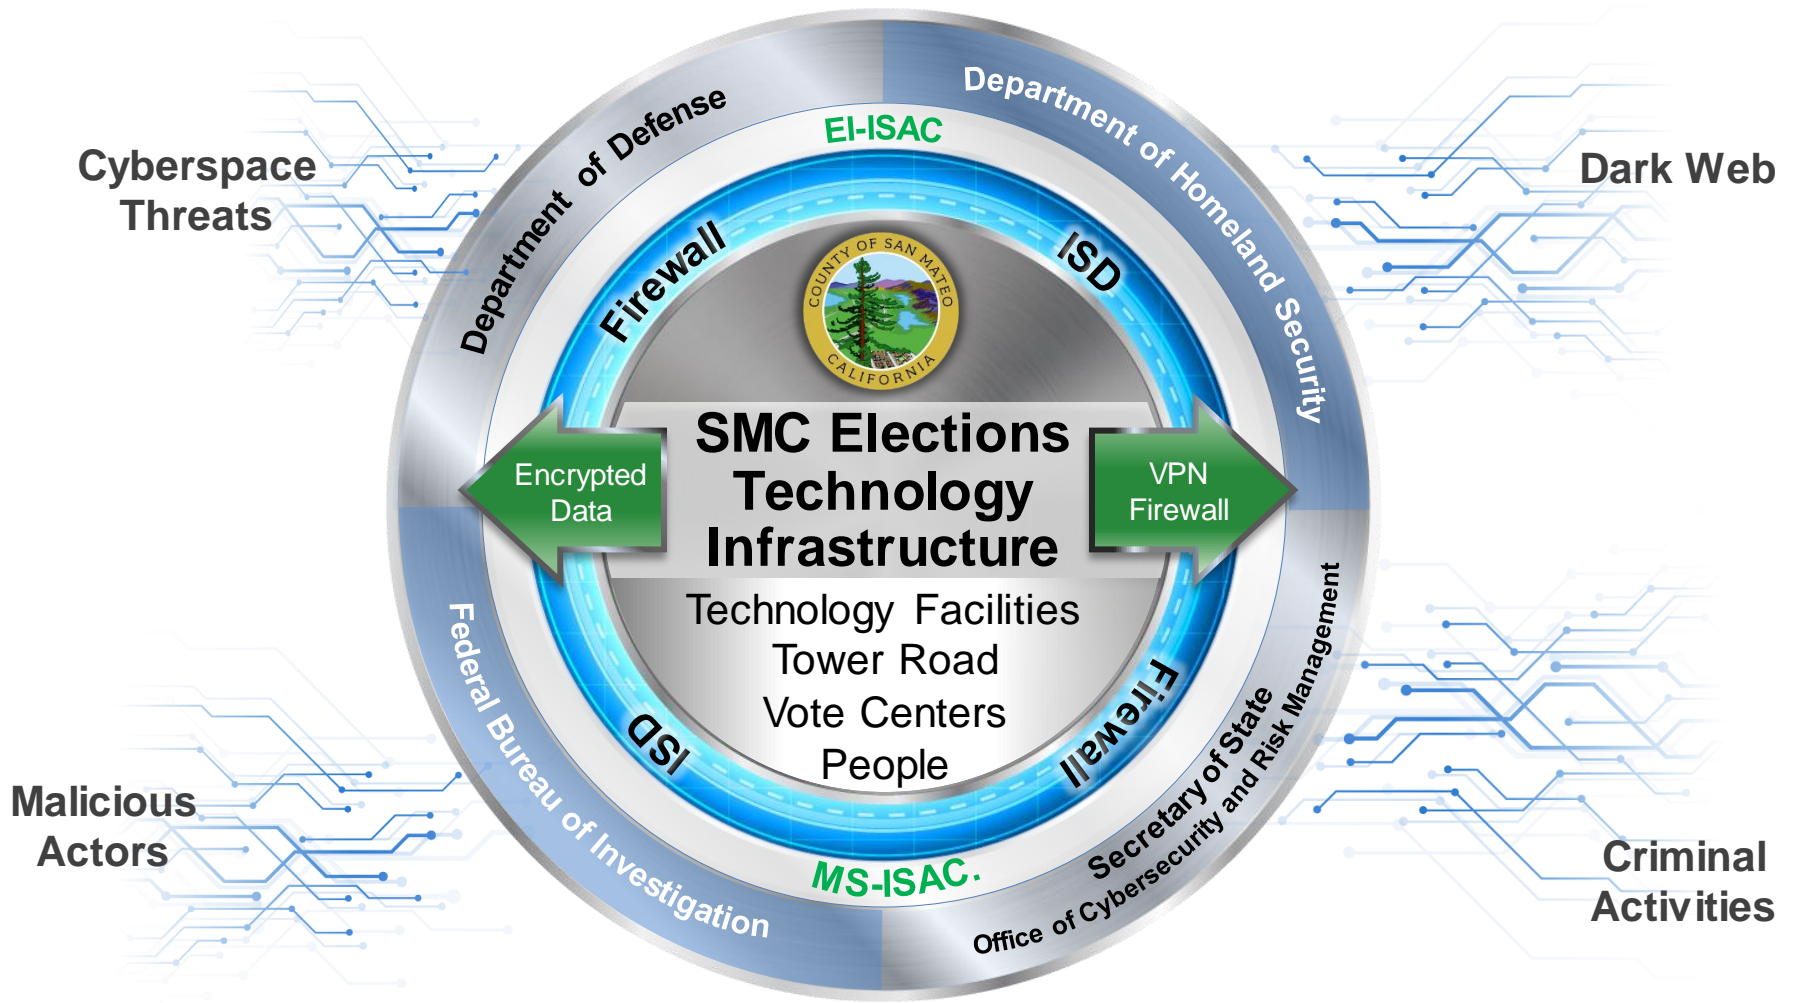 Cyberspace
Threats
Dark Web
Department of Defense
Department of Homeland Security
EI-ISAC
Firewall
ISD
COUNTY OF SAN MATEO
CALIFORNIA
SMC Elections
Technology
Infrastructure
Encrypted
Data
VPN
Firewall
Technology Facilities
Tower Road
Vote Centers
People
ISD
Firewall
MS-ISAC.
Federal Bureau of Investigation
Secretary of State
Office of Cybersecurity and Risk Management
Malicious
Actors
Criminal
Activities